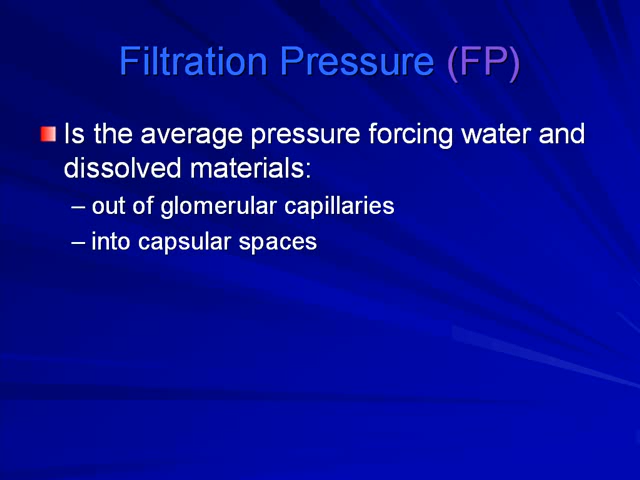 Filtration Pressure (FP)
Is the average pressure forcing water and
dissolved materials:
– out of glomerular capillaries
– into capsular spaces